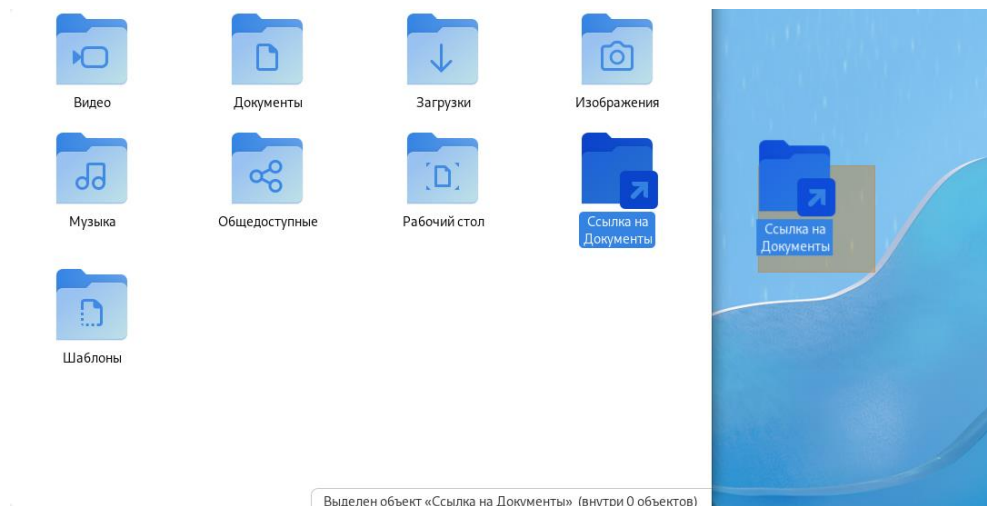 Видео
Документы
Загрузки
Изображения
Музыка
Общедоступные
Рабочий стол
Ссылка на
Документы
Ссылка на
Документы
Шаблоны
Выделен объект «Ссылка на Документы» (внутри 0 объектов)